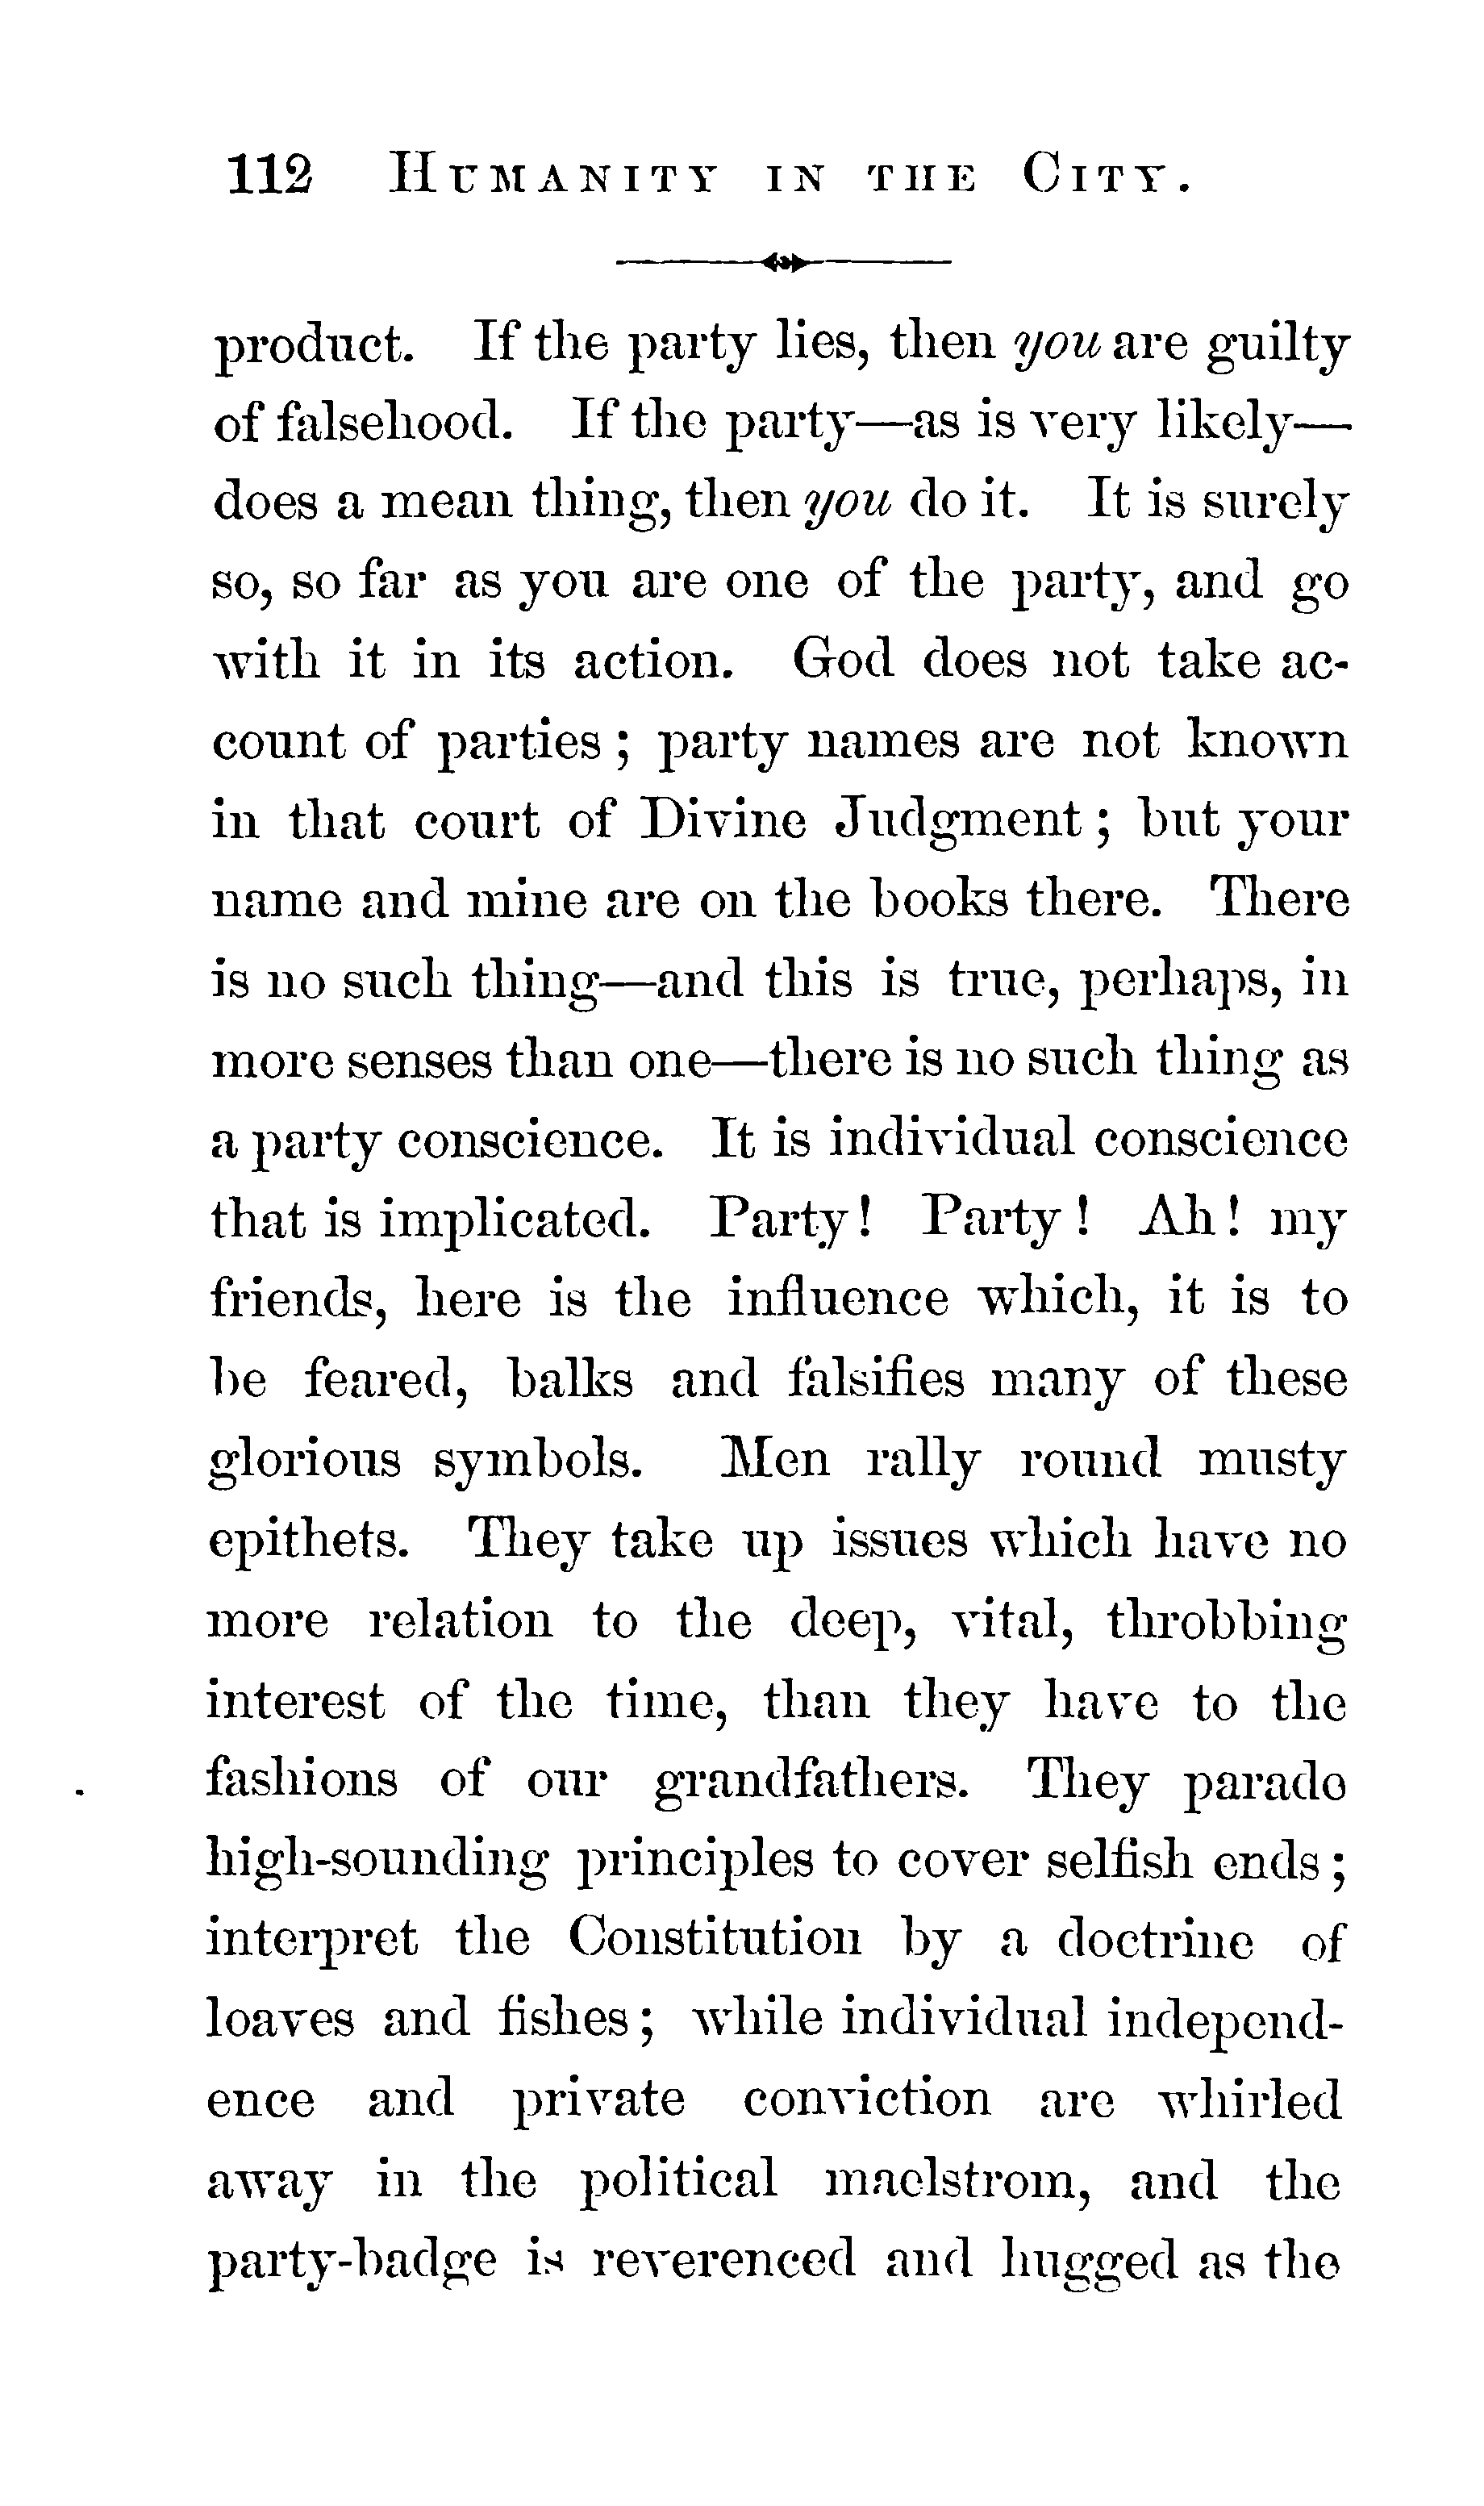 112 HUMANITY IN THE CITY.
product. If the party lies, then you are guilty
of falsehood. If the party—as is very likely—
does a mean thing, then you do it. It is surely
so, so far as you are one of the party, and go
with it in its action. God does not take ac-
count of parties; party names are not known
in that court of Divine Judgment; but your
name and mine are on the books there. There
is no such thing—and this is true, perhaps, in
more senses than one—there is no such thing as
a party conscience. It is individual conscience
that is implicated. Party! Party! Ah! my
friends, here is the influence which, it is to
be feared, balks and falsifies many of these
glorious symbols. Men rally round musty
epithets. They take up issues which have no
more relation to the deep, vital, throbbing
interest of the time, than they have to the
fashions of our grandfathers. They parade
high-sounding principles to cover selfish ends;
interpret the Constitution by a doctrine of
loaves and fishes; while individual independ-
ence and private conviction are whirled
away in the political maelstrom, and the
party-badge is reverenced and hugged as the